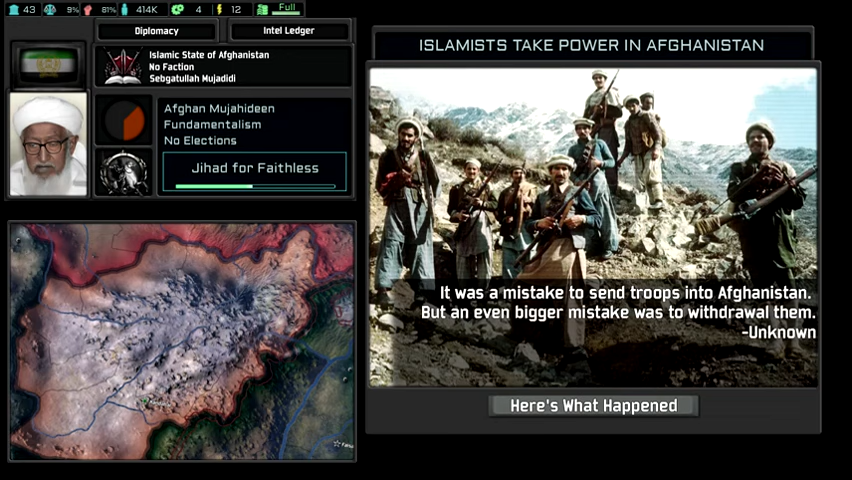 43 9% 81% 414K 4 12 Full
Diplomacy
Intel Ledger
Islamic State of Afghanistan
No Faction
Sebgatullah Mujadidi
Afghan Mujahideen
Fundamentalism
No Elections
Jihad for Faithless
ISLAMISTS TAKE POWER IN AFGHANISTAN
It was a mistake to send troops into Afghanistan.
But an even bigger mistake was to withdrawal them.
-Unknown
Here's What Happened